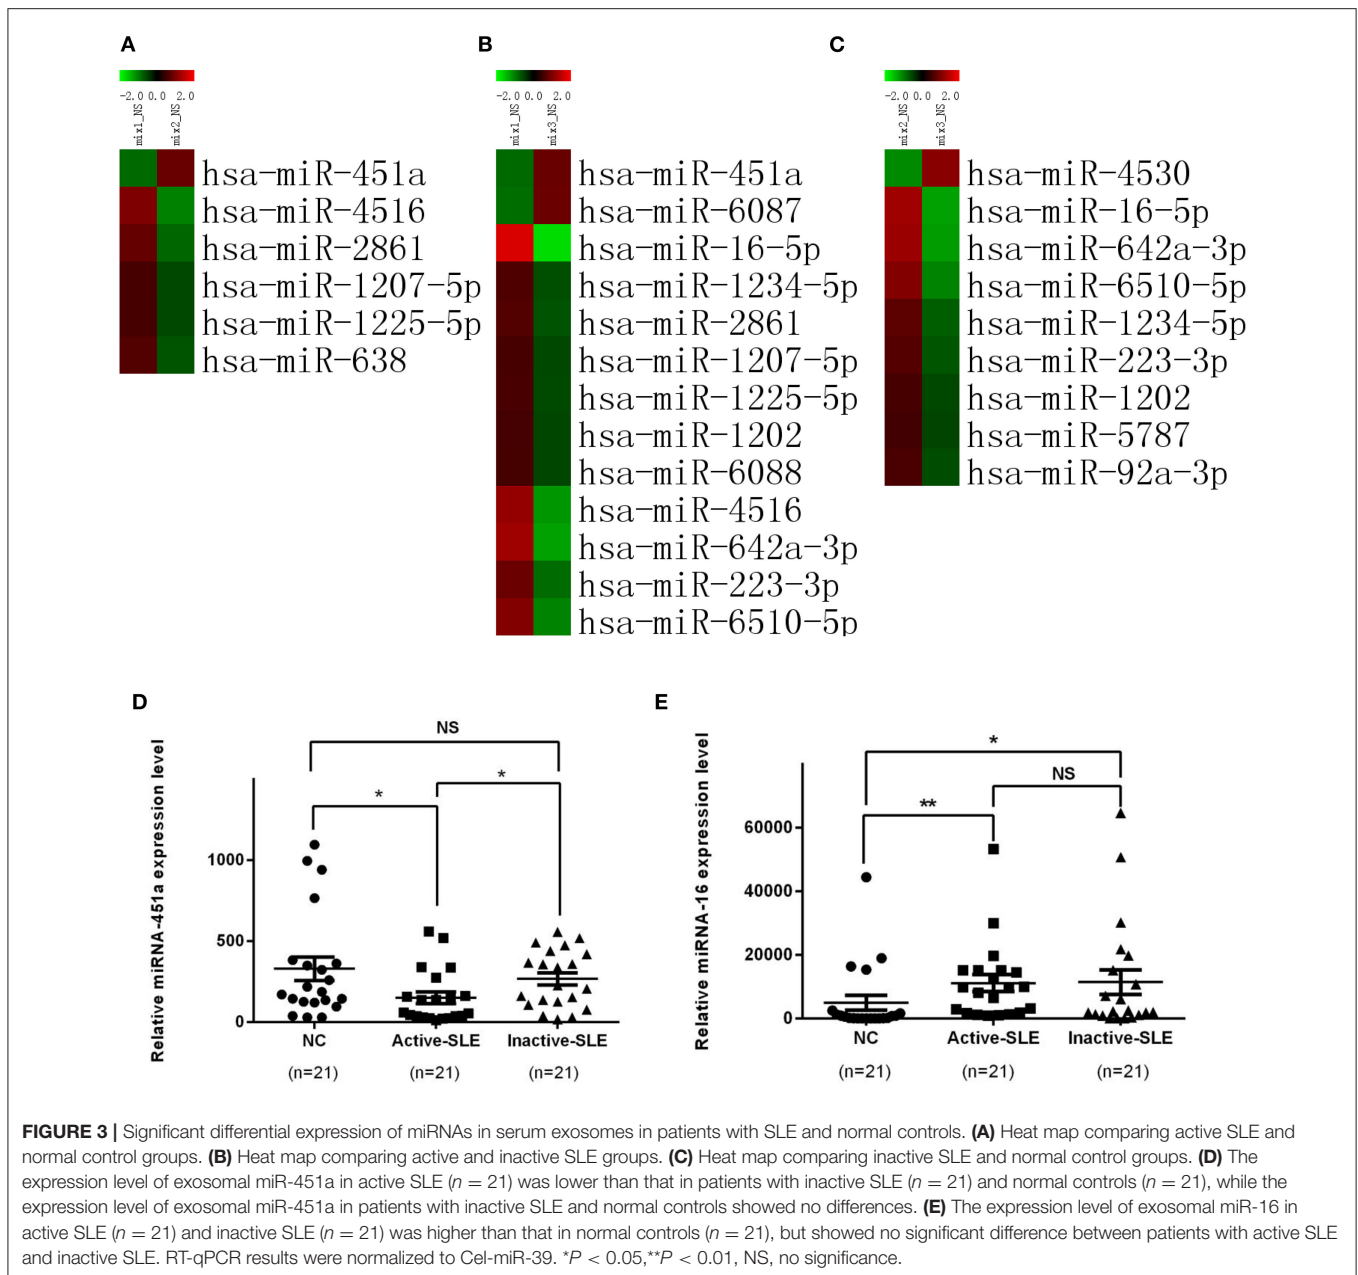 A
-2.0 0.0 2.0
mix1_NS
mix2_NS
hsa-miR-451a
hsa-miR-4516
hsa-miR-2861
hsa-miR-1207-5p
hsa-miR-1225-5p
hsa-miR-638
B
-2.0 0.0 2.0
mix1_NS
mix3_NS
hsa-miR-451a
hsa-miR-6087
hsa-miR-16-5p
hsa-miR-1234-5p
hsa-miR-2861
hsa-miR-1207-5p
hsa-miR-1225-5p
hsa-miR-1202
hsa-miR-6088
hsa-miR-4516
hsa-miR-642a-3p
hsa-miR-223-3p
hsa-miR-6510-5p
C
-2.0 0.0 2.0
mix2_NS
mix3_NS
hsa-miR-4530
hsa-miR-16-5p
hsa-miR-642a-3p
hsa-miR-6510-5p
hsa-miR-1234-5p
hsa-miR-223-3p
hsa-miR-1202
hsa-miR-5787
hsa-miR-92a-3p
D
Relative miRNA-451a expression level
NS
*
*
1000
500
0
NC Active-SLE Inactive-SLE
(n=21) (n=21) (n=21)
E
Relative miRNA-16 expression level
*
NS
**
60000
40000
20000
0
NC Active-SLE Inactive-SLE
(n=21) (n=21) (n=21)
FIGURE 3 | Significant differential expression of miRNAs in serum exosomes in patients with SLE and normal controls. (A) Heat map comparing active SLE and
normal control groups. (B) Heat map comparing active and inactive SLE groups. (C) Heat map comparing inactive SLE and normal control groups. (D) The
expression level of exosomal miR-451a in active SLE (n = 21) was lower than that in patients with inactive SLE (n = 21) and normal controls (n = 21), while the
expression level of exosomal miR-451a in patients with inactive SLE and normal controls showed no differences. (E) The expression level of exosomal miR-16 in
active SLE (n = 21) and inactive SLE (n = 21) was higher than that in normal controls (n = 21), but showed no significant difference between patients with active SLE
and inactive SLE. RT-qPCR results were normalized to Cel-miR-39. *P < 0.05,**P < 0.01, NS, no significance.